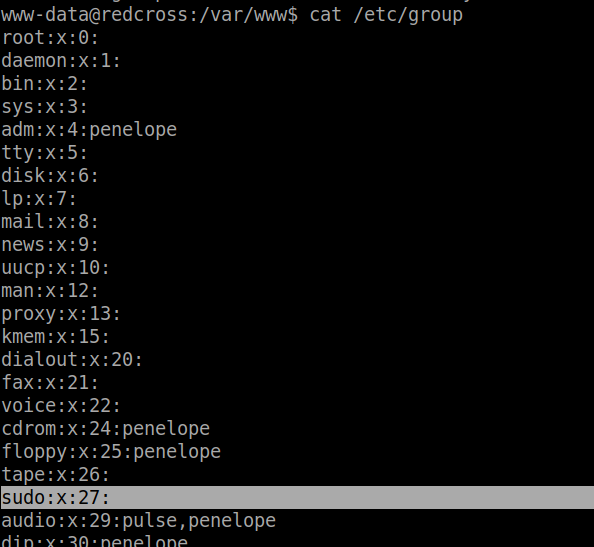 www-data@redcross:/var/www$ cat /etc/group
root:x:0:
daemon:x:1:
bin:x:2:
sys:x:3:
adm:x:4:penelope
tty:x:5:
disk:x:6:
lp:x:7:
mail:x:8:
news:x:9:
uucp:x:10:
man:x:12:
proxy:x:13:
kmem:x:15:
dialout:x:20:
fax:x:21:
voice:x:22:
cdrom:x:24:penelope
floppy:x:25:penelope
tape:x:26:
sudo:x:27:
audio:x:29:pulse,penelope
dip:x:30:penelope